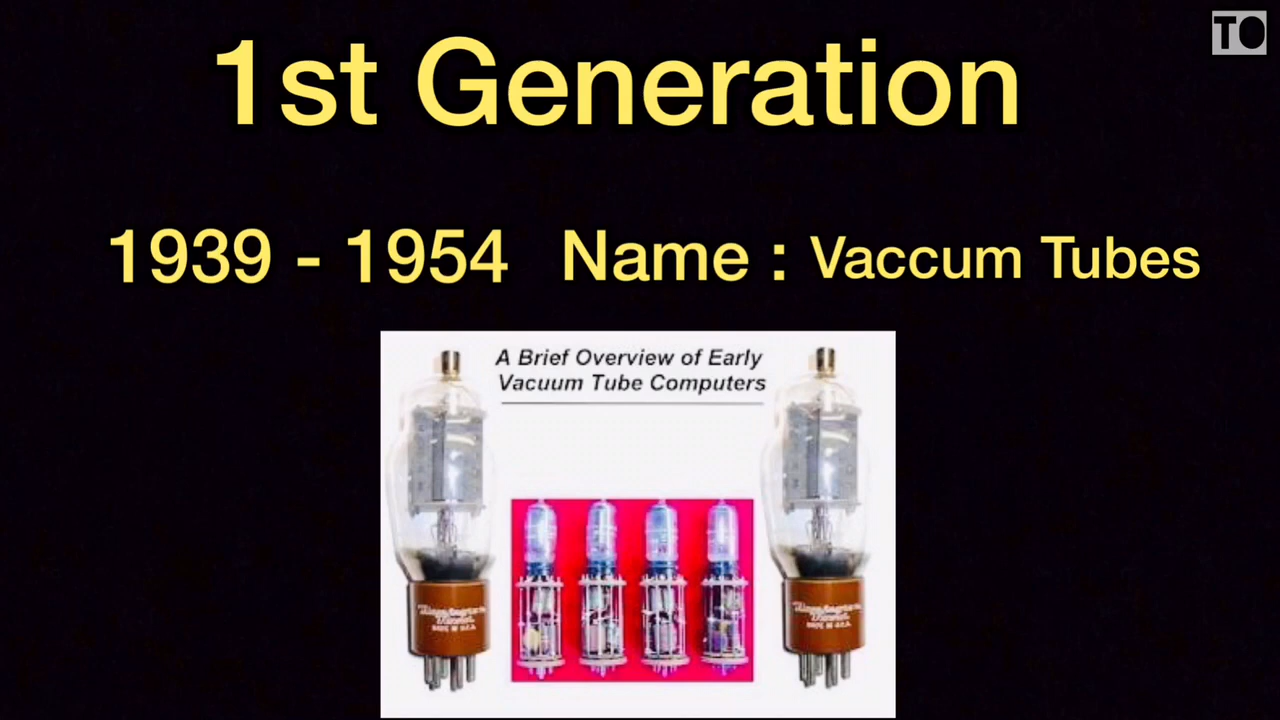 TO
1st Generation
1939 - 1954 Name : Vaccum Tubes
A Brief Overview of Early
Vacuum Tube Computers